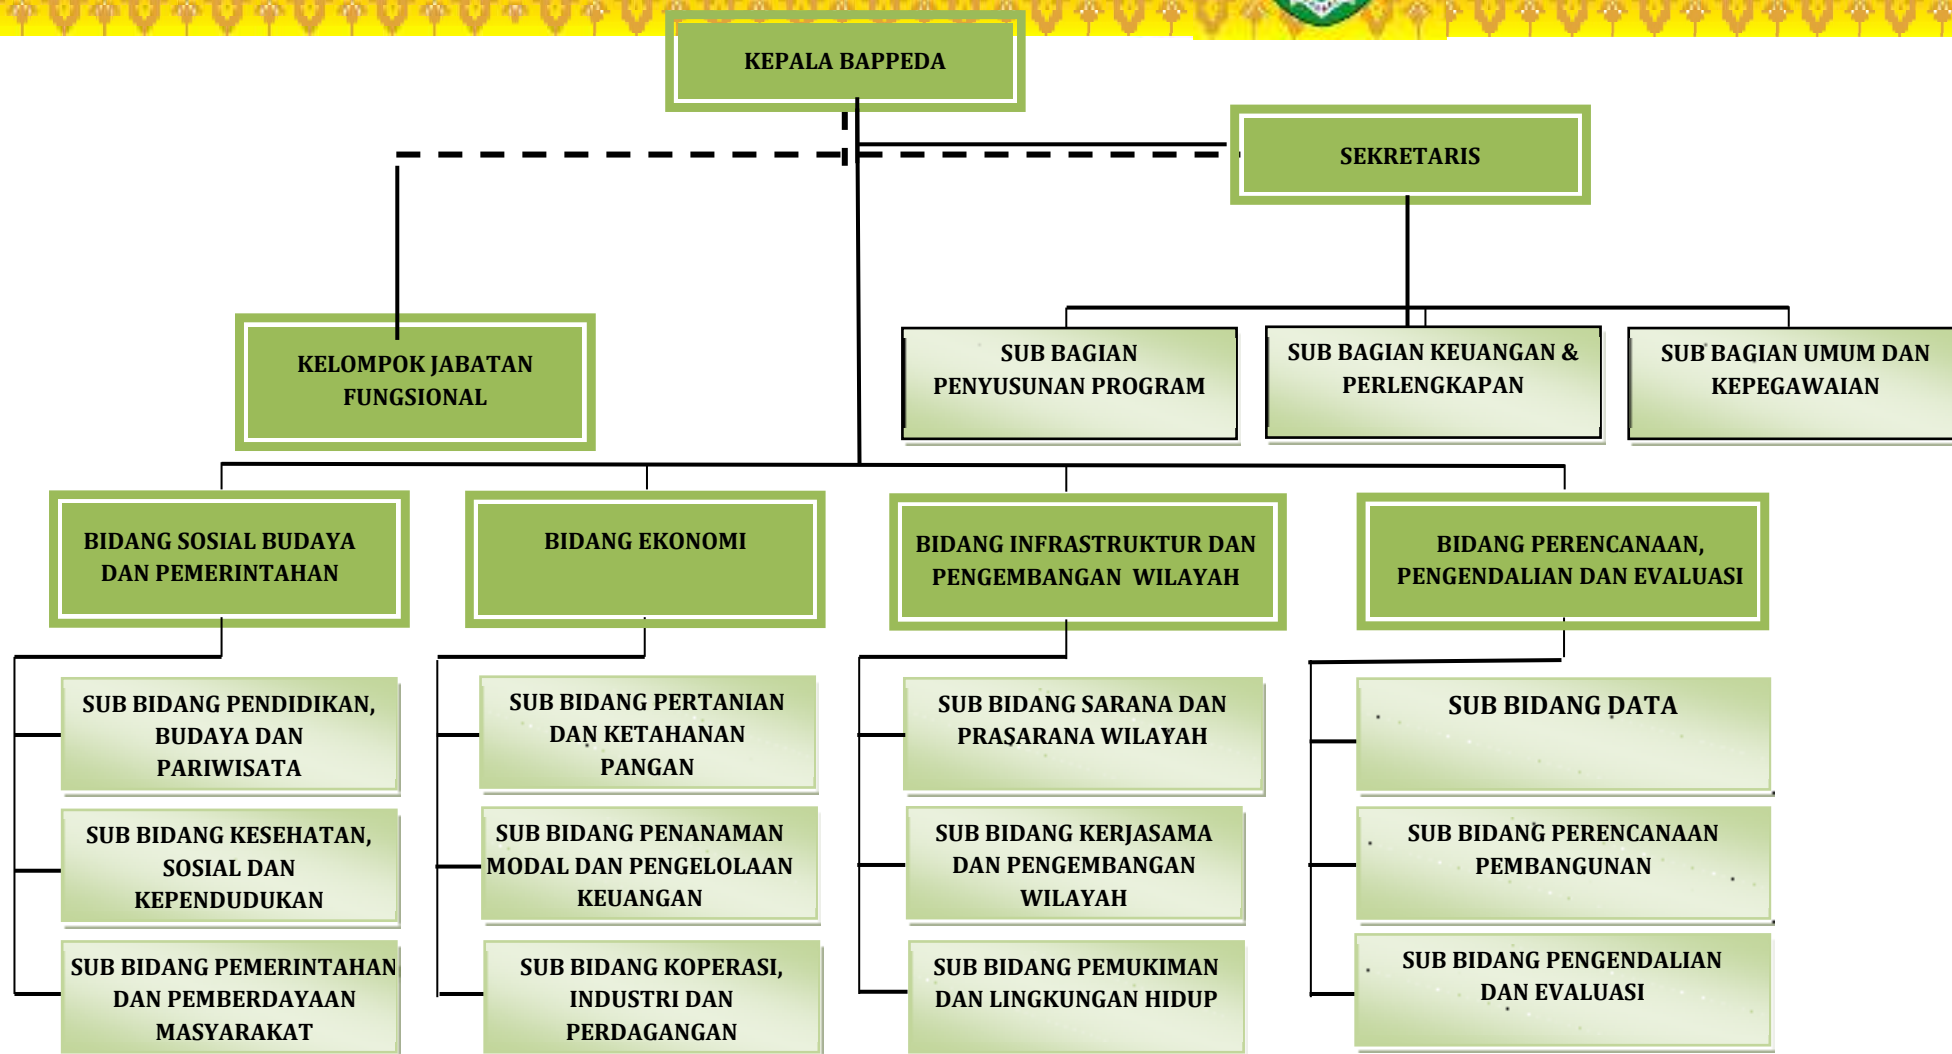 KEPALA BAPPEDA
SEKRETARIS
KELOMPOK JABATAN
FUNGSIONAL
SUB BAGIAN
PENYUSUNAN PROGRAM
SUB BAGIAN KEUANGAN &
PERLENGKAPAN
SUB BAGIAN UMUM DAN
KEPEGAWAIAN
BIDANG SOSIAL BUDAYA
DAN PEMERINTAHAN
BIDANG EKONOMI
BIDANG INFRASTRUKTUR DAN
PENGEMBANGAN WILAYAH
BIDANG PERENCANAAN,
PENGENDALIAN DAN EVALUASI
SUB BIDANG PENDIDIKAN,
BUDAYA DAN
PARIWISATA
SUB BIDANG KESEHATAN,
SOSIAL DAN
KEPENDUDUKAN
SUB BIDANG PEMERINTAHAN
DAN PEMBERDAYAAN
MASYARAKAT
SUB BIDANG PERTANIAN
DAN KETAHANAN
PANGAN
SUB BIDANG PENANAMAN
MODAL DAN PENGELOLAAN
KEUANGAN
SUB BIDANG KOPERASI,
INDUSTRI DAN
PERDAGANGAN
SUB BIDANG SARANA DAN
PRASARANA WILAYAH
SUB BIDANG KERJASAMA
DAN PENGEMBANGAN
WILAYAH
SUB BIDANG PEMUKIMAN
DAN LINGKUNGAN HIDUP
SUB BIDANG DATA
SUB BIDANG PERENCANAAN
PEMBANGUNAN
SUB BIDANG PENGENDALIAN
DAN EVALUASI